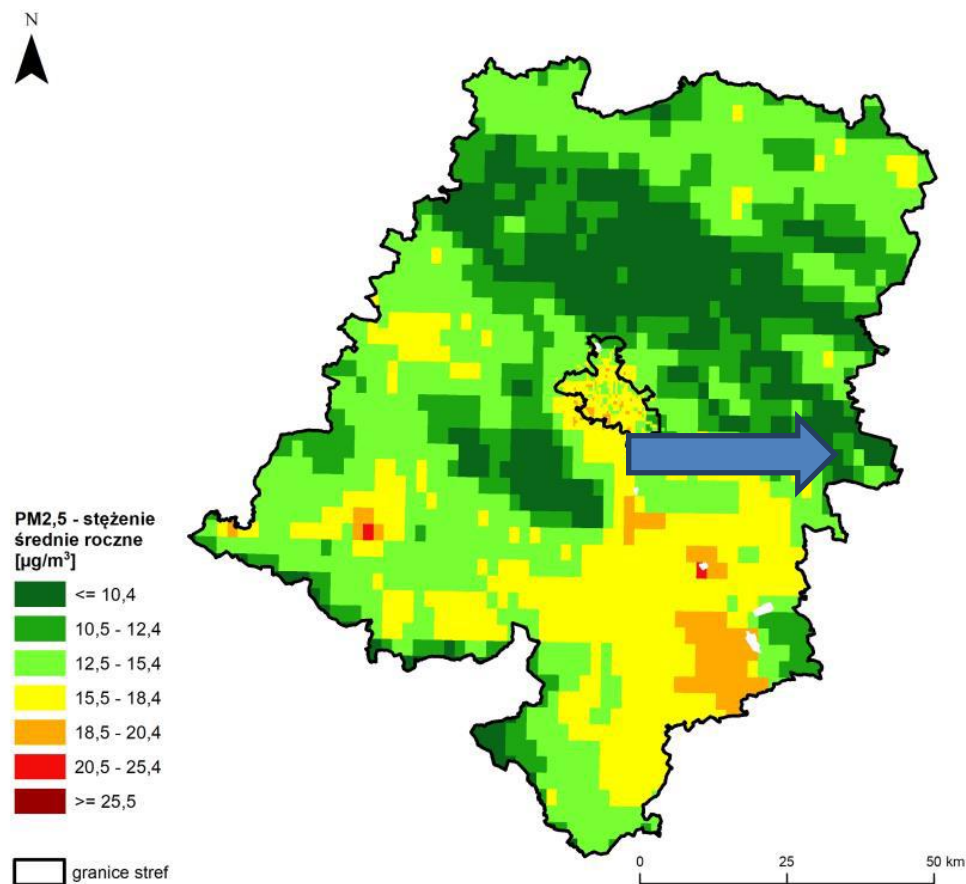 N
PM2,5 - stężenie
średnie roczne
[µg/m³]
<= 10,4
10,5 - 12,4
12,5 - 15,4
15,5 - 18,4
18,5 - 20,4
20,5 - 25,4
>= 25,5
granice stref
0 25 50 km